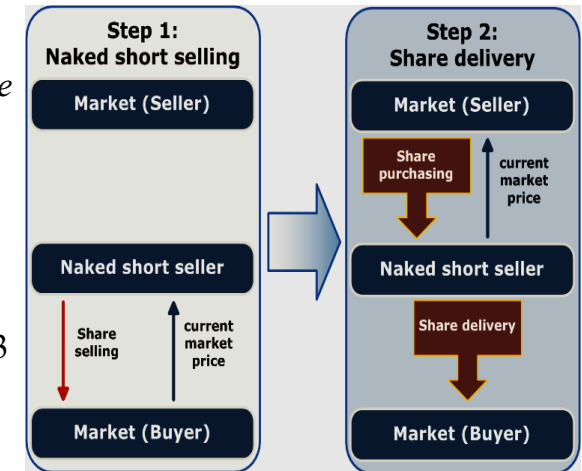 Step 1:
Naked short selling
Market (Seller)
Naked short seller
Share
selling
current
market
price
Market (Buyer)
Step 2:
Share delivery
Market (Seller)
Share
purchasing
current
market
price
Naked short seller
Share delivery
Market (Buyer)
e
3